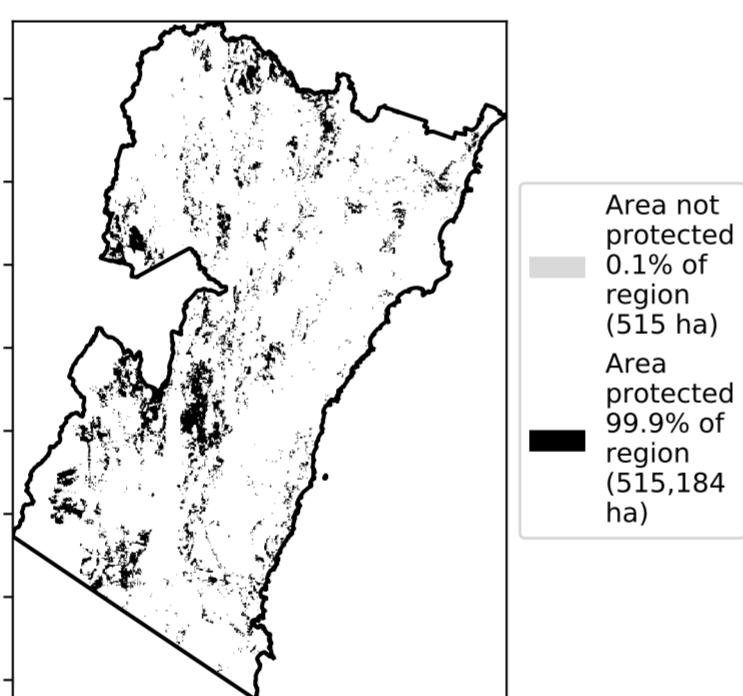 Area not
protected
0.1% of
region
(515 ha)
Area
protected
99.9% of
region
(515,184
ha)